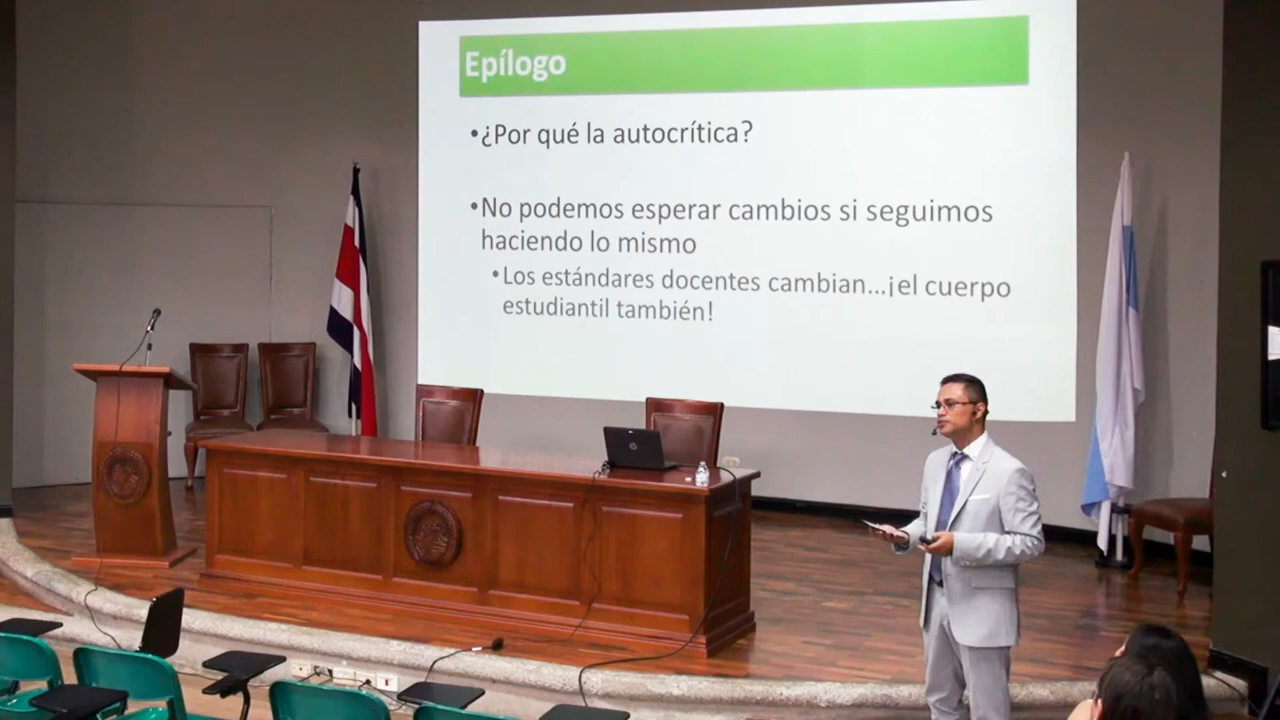 Epílogo
•¿Por qué la autocrítica?
•No podemos esperar cambios si seguimos
haciendo lo mismo
•Los estándares docentes cambian...¡el cuerpo
estudiantil también!